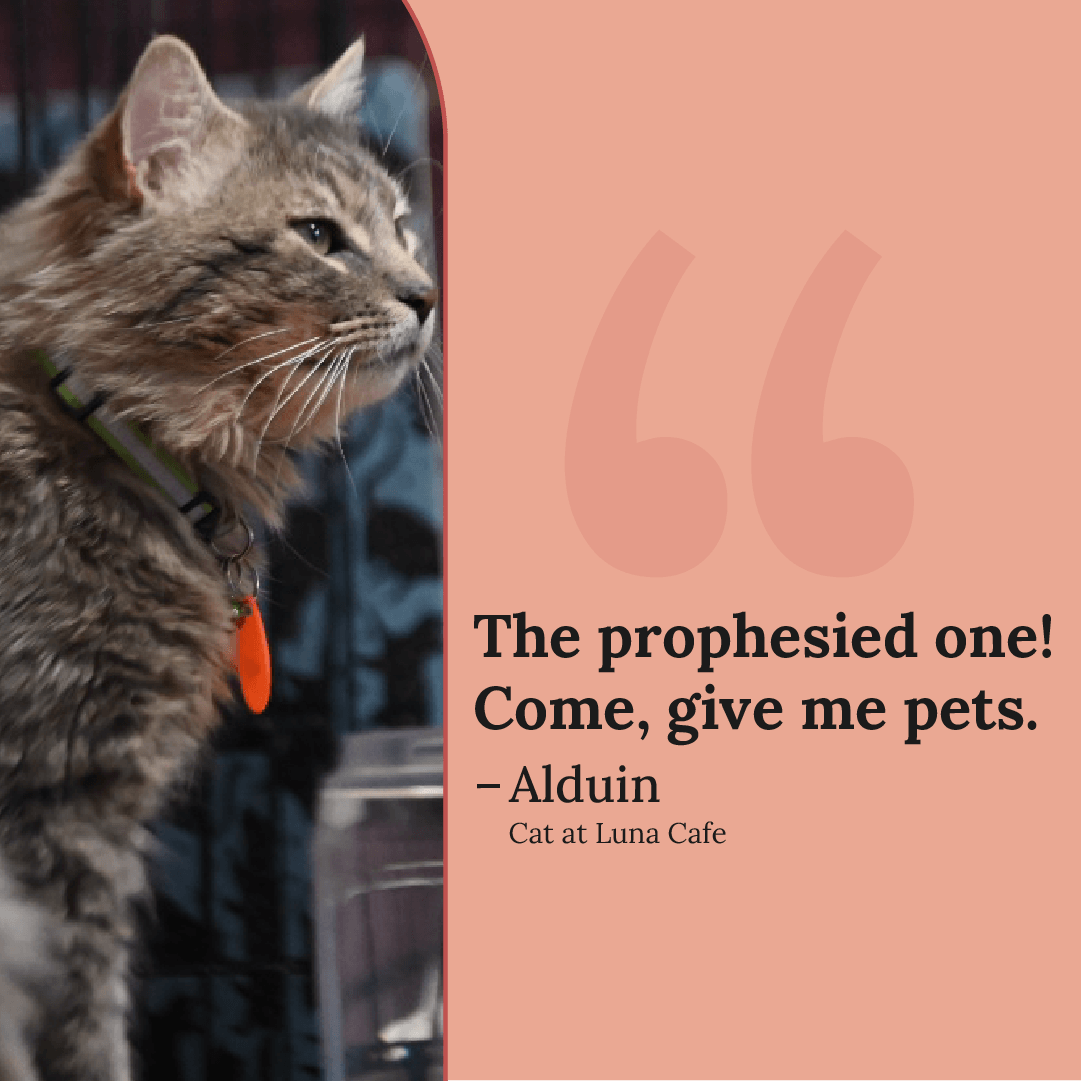 The prophesied one!
Come, give me pets.
– Alduin
Cat at Luna Cafe